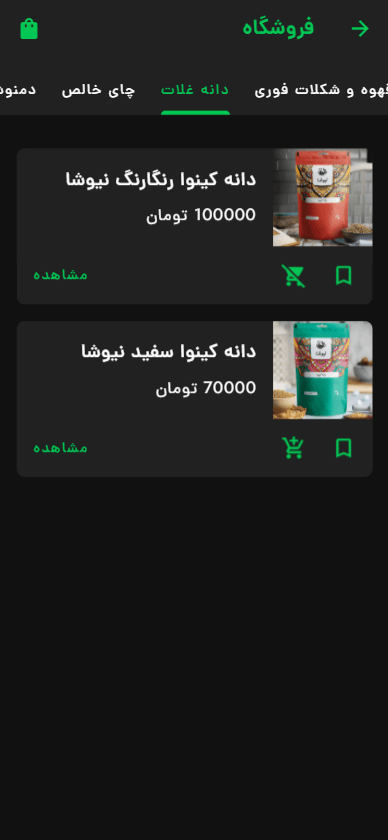 فروشگاه
قهوه و شکلات فوری
دانه غلات
چای خالص
دانه کینوا رنگارنگ نیوشا
100000 تومان
مشاهده
دانه کینوا سفید نیوشا
70000 تومان
مشاهده